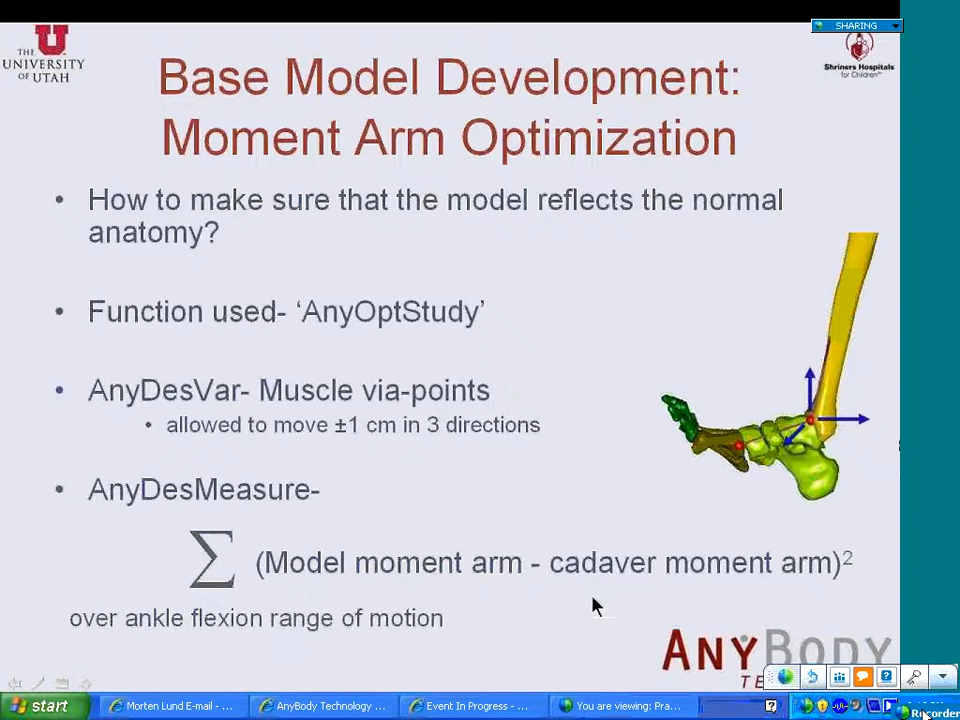 SHARING
THE
UNIVERSITY
OF UTAH
Shriners Hospitals
for Children™
Base Model Development:
Moment Arm Optimization
• How to make sure that the model reflects the normal
anatomy?
• Function used- ‘AnyOptStudy’
• AnyDesVar- Muscle via-points
• allowed to move ±1 cm in 3 directions
• AnyDesMeasure-
∑ (Model moment arm - cadaver moment arm)²
over ankle flexion range of motion
ANYBODY
TE
start
Morten Lund E-mail - ...
AnyBody Technology ...
Event In Progress - ...
You are viewing: Pra...
Recorder